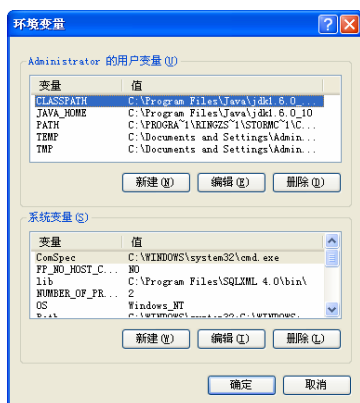 环境变量
Administrator 的用户变量(U)
变量 值
CLASSPATH C:\Program Files\Java\jdk1.6.0_...
JAVA_HOME C:\Program Files\Java\jdk1.6.0_10
PATH C:\PROGRA~1\RINGZS~1\STORMC~1\C...
TEMP C:\Documents and Settings\Admin...
TMP C:\Documents and Settings\Admin...
新建(N) 编辑(E) 删除(D)
系统变量(S)
变量 值
ComSpec C:\WINDOWS\system32\cmd.exe
FP_NO_HOST_C... NO
lib C:\Program Files\SQLXML 4.0\bin\
NUMBER_OF_PR... 2
OS Windows_NT
新建(W) 编辑(I) 删除(L)
确定 取消